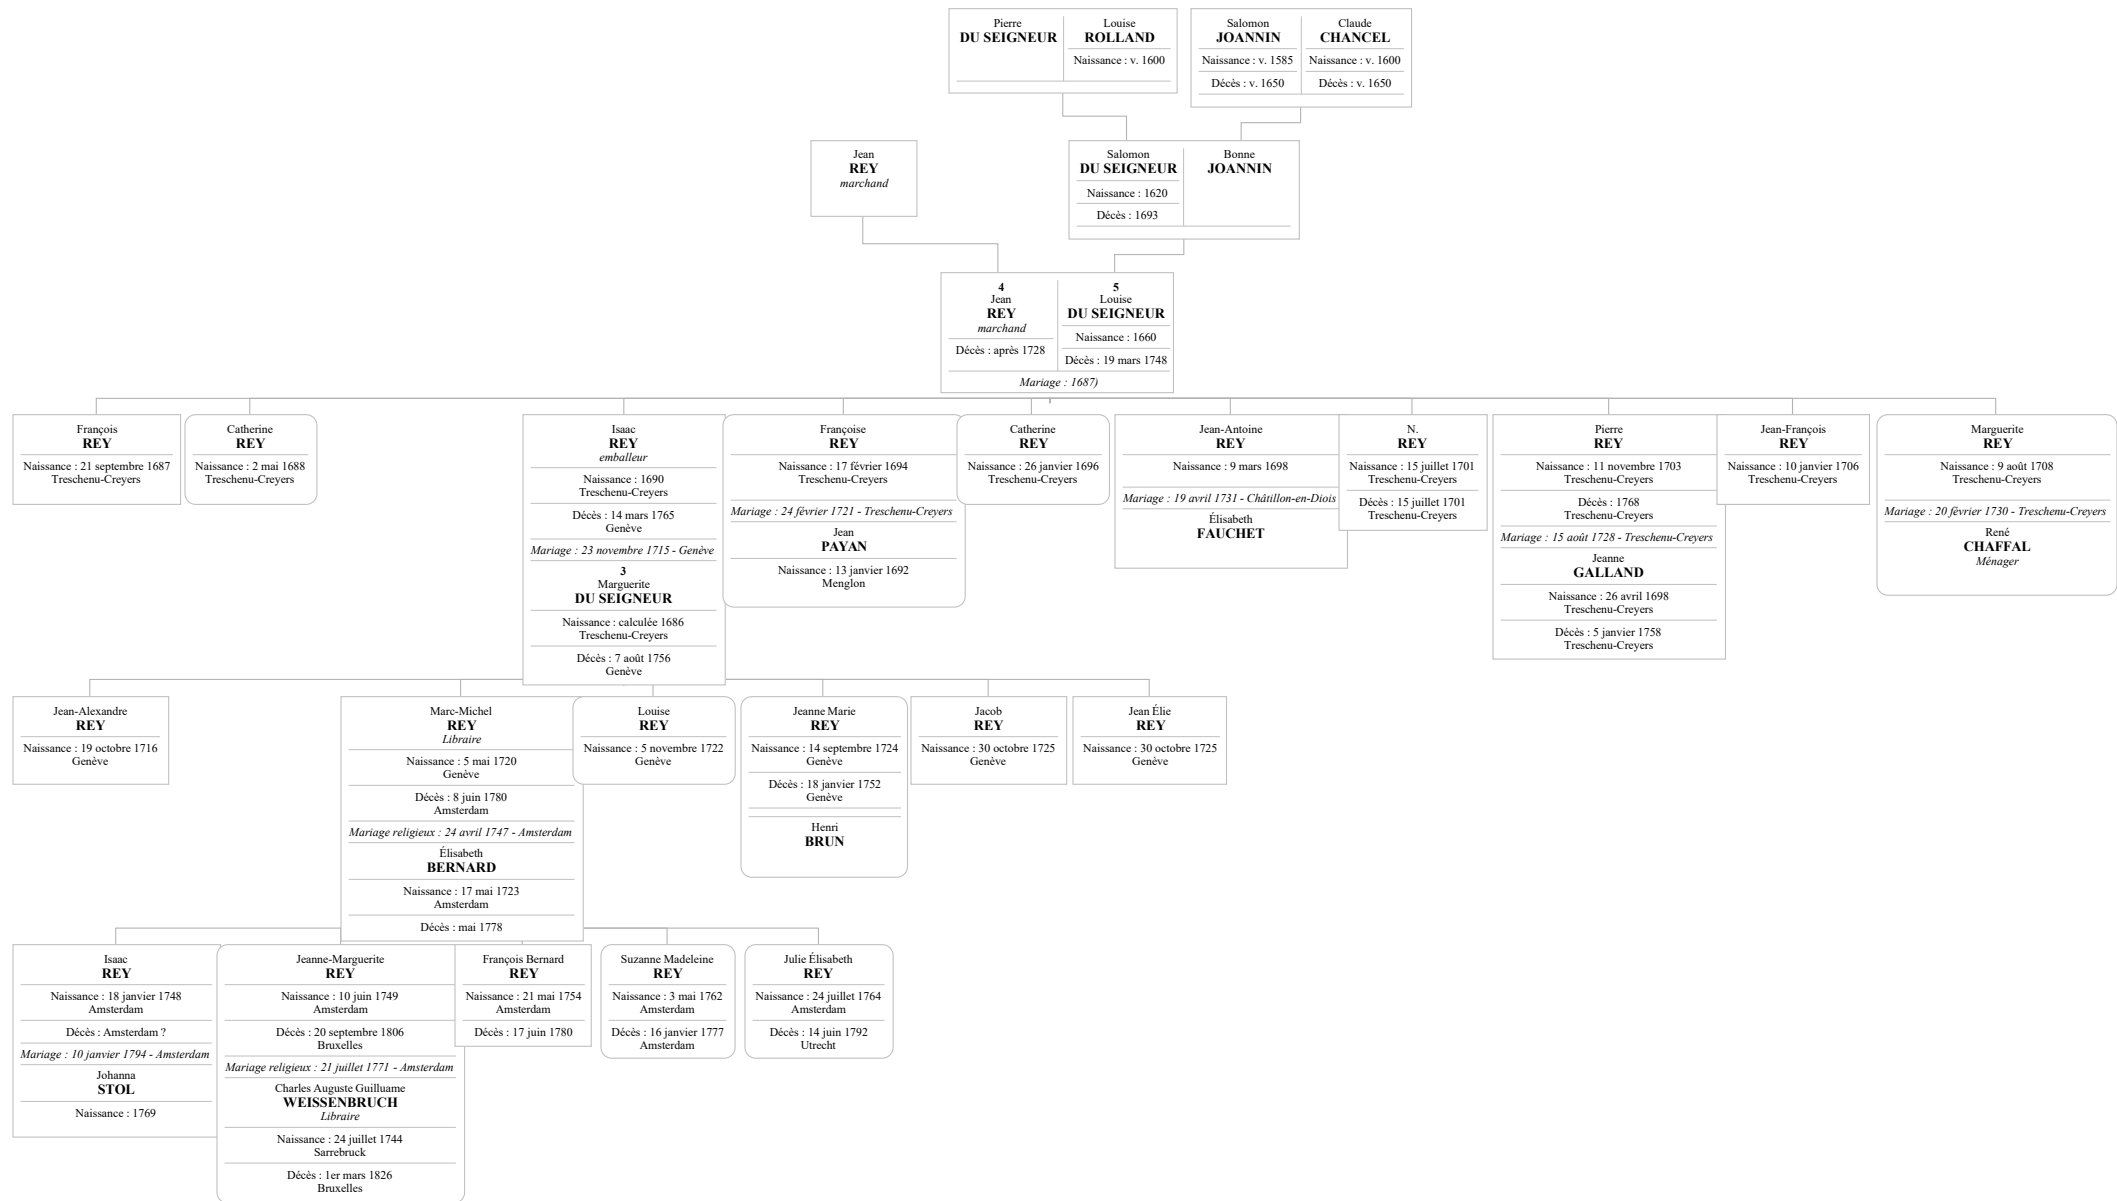 Pierre
DU SEIGNEUR
Louise
ROLLAND
Naissance : v. 1600
Salomon
JOANNIN
Naissance : v. 1585
Décès : v. 1650
Claude
CHANCEL
Naissance : v. 1600
Décès : v. 1650
Jean
REY
marchand
Salomon
DU SEIGNEUR
Naissance : 1620
Décès : 1693
Bonne
JOANNIN
4
Jean
REY
marchand
Décès : après 1728
5
Louise
DU SEIGNEUR
Naissance : 1660
Décès : 19 mars 1748
Mariage : 1687)
François
REY
Naissance : 21 septembre 1687
Treschenu-Creyers
Catherine
REY
Naissance : 2 mai 1688
Treschenu-Creyers
Isaac
REY
emballeur
Naissance : 1690
Treschenu-Creyers
Décès : 14 mars 1765
Genève
Mariage : 23 novembre 1715 - Genève
3
Marguerite
DU SEIGNEUR
Naissance : calculée 1686
Treschenu-Creyers
Décès : 7 août 1756
Genève
Françoise
REY
Naissance : 17 février 1694
Treschenu-Creyers
Mariage : 24 février 1721 - Treschenu-Creyers
Jean
PAYAN
Naissance : 13 janvier 1692
Menglon
Catherine
REY
Naissance : 26 janvier 1696
Treschenu-Creyers
Jean-Antoine
REY
Naissance : 9 mars 1698
Mariage : 19 avril 1731 - Châtillon-en-Diois
Élisabeth
FAUCHET
N.
REY
Naissance : 15 juillet 1701
Treschenu-Creyers
Décès : 15 juillet 1701
Treschenu-Creyers
Pierre
REY
Naissance : 11 novembre 1703
Treschenu-Creyers
Décès : 1768
Treschenu-Creyers
Mariage : 15 août 1728 - Treschenu-Creyers
Jeanne
GALLAND
Naissance : 26 avril 1698
Treschenu-Creyers
Décès : 5 janvier 1758
Treschenu-Creyers
Jean-François
REY
Naissance : 10 janvier 1706
Treschenu-Creyers
Marguerite
REY
Naissance : 9 août 1708
Treschenu-Creyers
Mariage : 20 février 1730 - Treschenu-Creyers
René
CHAFFAL
Ménager
Jean-Alexandre
REY
Naissance : 19 octobre 1716
Genève
Marc-Michel
REY
Libraire
Naissance : 5 mai 1720
Genève
Décès : 8 juin 1780
Amsterdam
Mariage religieux : 24 avril 1747 - Amsterdam
Élisabeth
BERNARD
Naissance : 17 mai 1723
Amsterdam
Décès : mai 1778
Louise
REY
Naissance : 5 novembre 1722
Genève
Jeanne Marie
REY
Naissance : 14 septembre 1724
Genève
Décès : 18 janvier 1752
Genève
Henri
BRUN
Jacob
REY
Naissance : 30 octobre 1725
Genève
Jean Élie
REY
Naissance : 30 octobre 1725
Genève
Isaac
REY
Naissance : 18 janvier 1748
Amsterdam
Décès : Amsterdam ?
Mariage : 10 janvier 1794 - Amsterdam
Johanna
STOL
Naissance : 1769
Jeanne-Marguerite
REY
Naissance : 10 juin 1749
Amsterdam
Décès : 20 septembre 1806
Bruxelles
Mariage religieux : 21 juillet 1771 - Amsterdam
Charles Auguste Guilluame
WEISSENBRUCH
Libraire
Naissance : 24 juillet 1744
Sarrebruck
Décès : 1er mars 1826
Bruxelles
François Bernard
REY
Naissance : 21 mai 1754
Amsterdam
Décès : 17 juin 1780
Suzanne Madeleine
REY
Naissance : 3 mai 1762
Amsterdam
Décès : 16 janvier 1777
Amsterdam
Julie Élisabeth
REY
Naissance : 24 juillet 1764
Amsterdam
Décès : 14 juin 1792
Utrecht